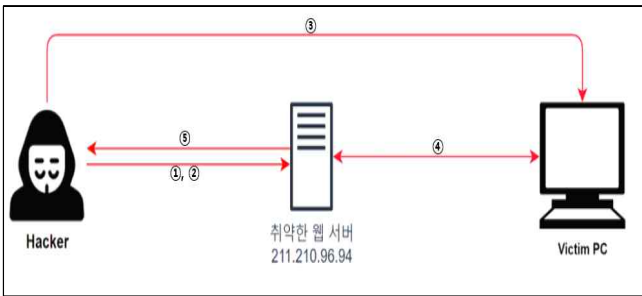 ③
⑤
④
①, ②
Hacker
취약한 웹 서버
211.210.96.94
Victim PC